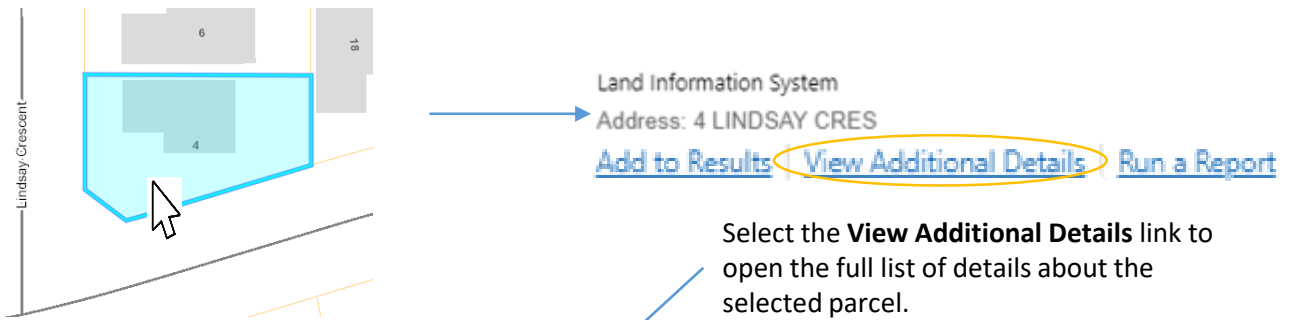 6
18
4
Lindsay Crescent
Land Information System
Address: 4 LINDSAY CRES
Add to Results View Additional Details Run a Report
Select the View Additional Details link to
open the full list of details about the
selected parcel.